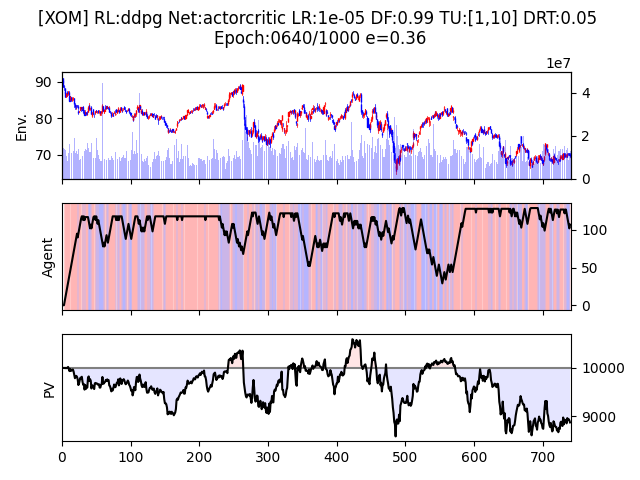 [XOM] RL:ddpg Net:actorcritic LR:1e-05 DF:0.99 TU:[1,10] DRT:0.05
Epoch:0640/1000 e=0.36
1e7
90
80
70
Env.
4
2
0
Agent
100
50
0
PV
10000
9000
0 100 200 300 400 500 600 700